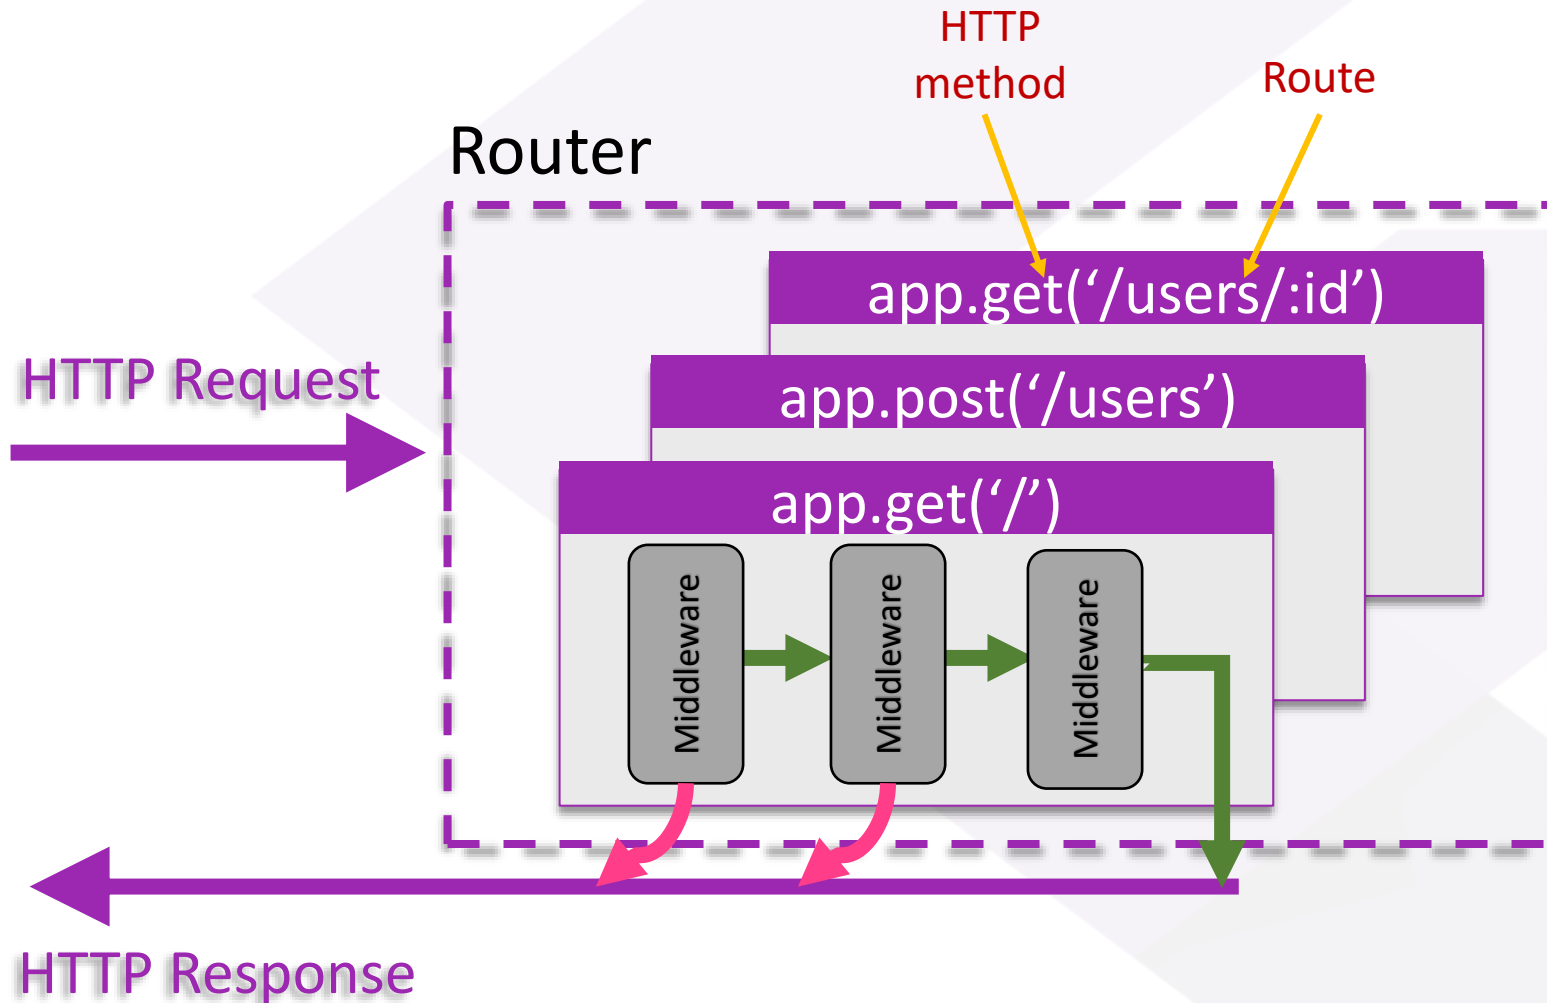 HTTP
method
Route
Router
app.get(‘/users/:id’)
HTTP Request
app.post(‘/users’)
app.get(‘/’)
Middleware
Middleware
Middleware
HTTP Response